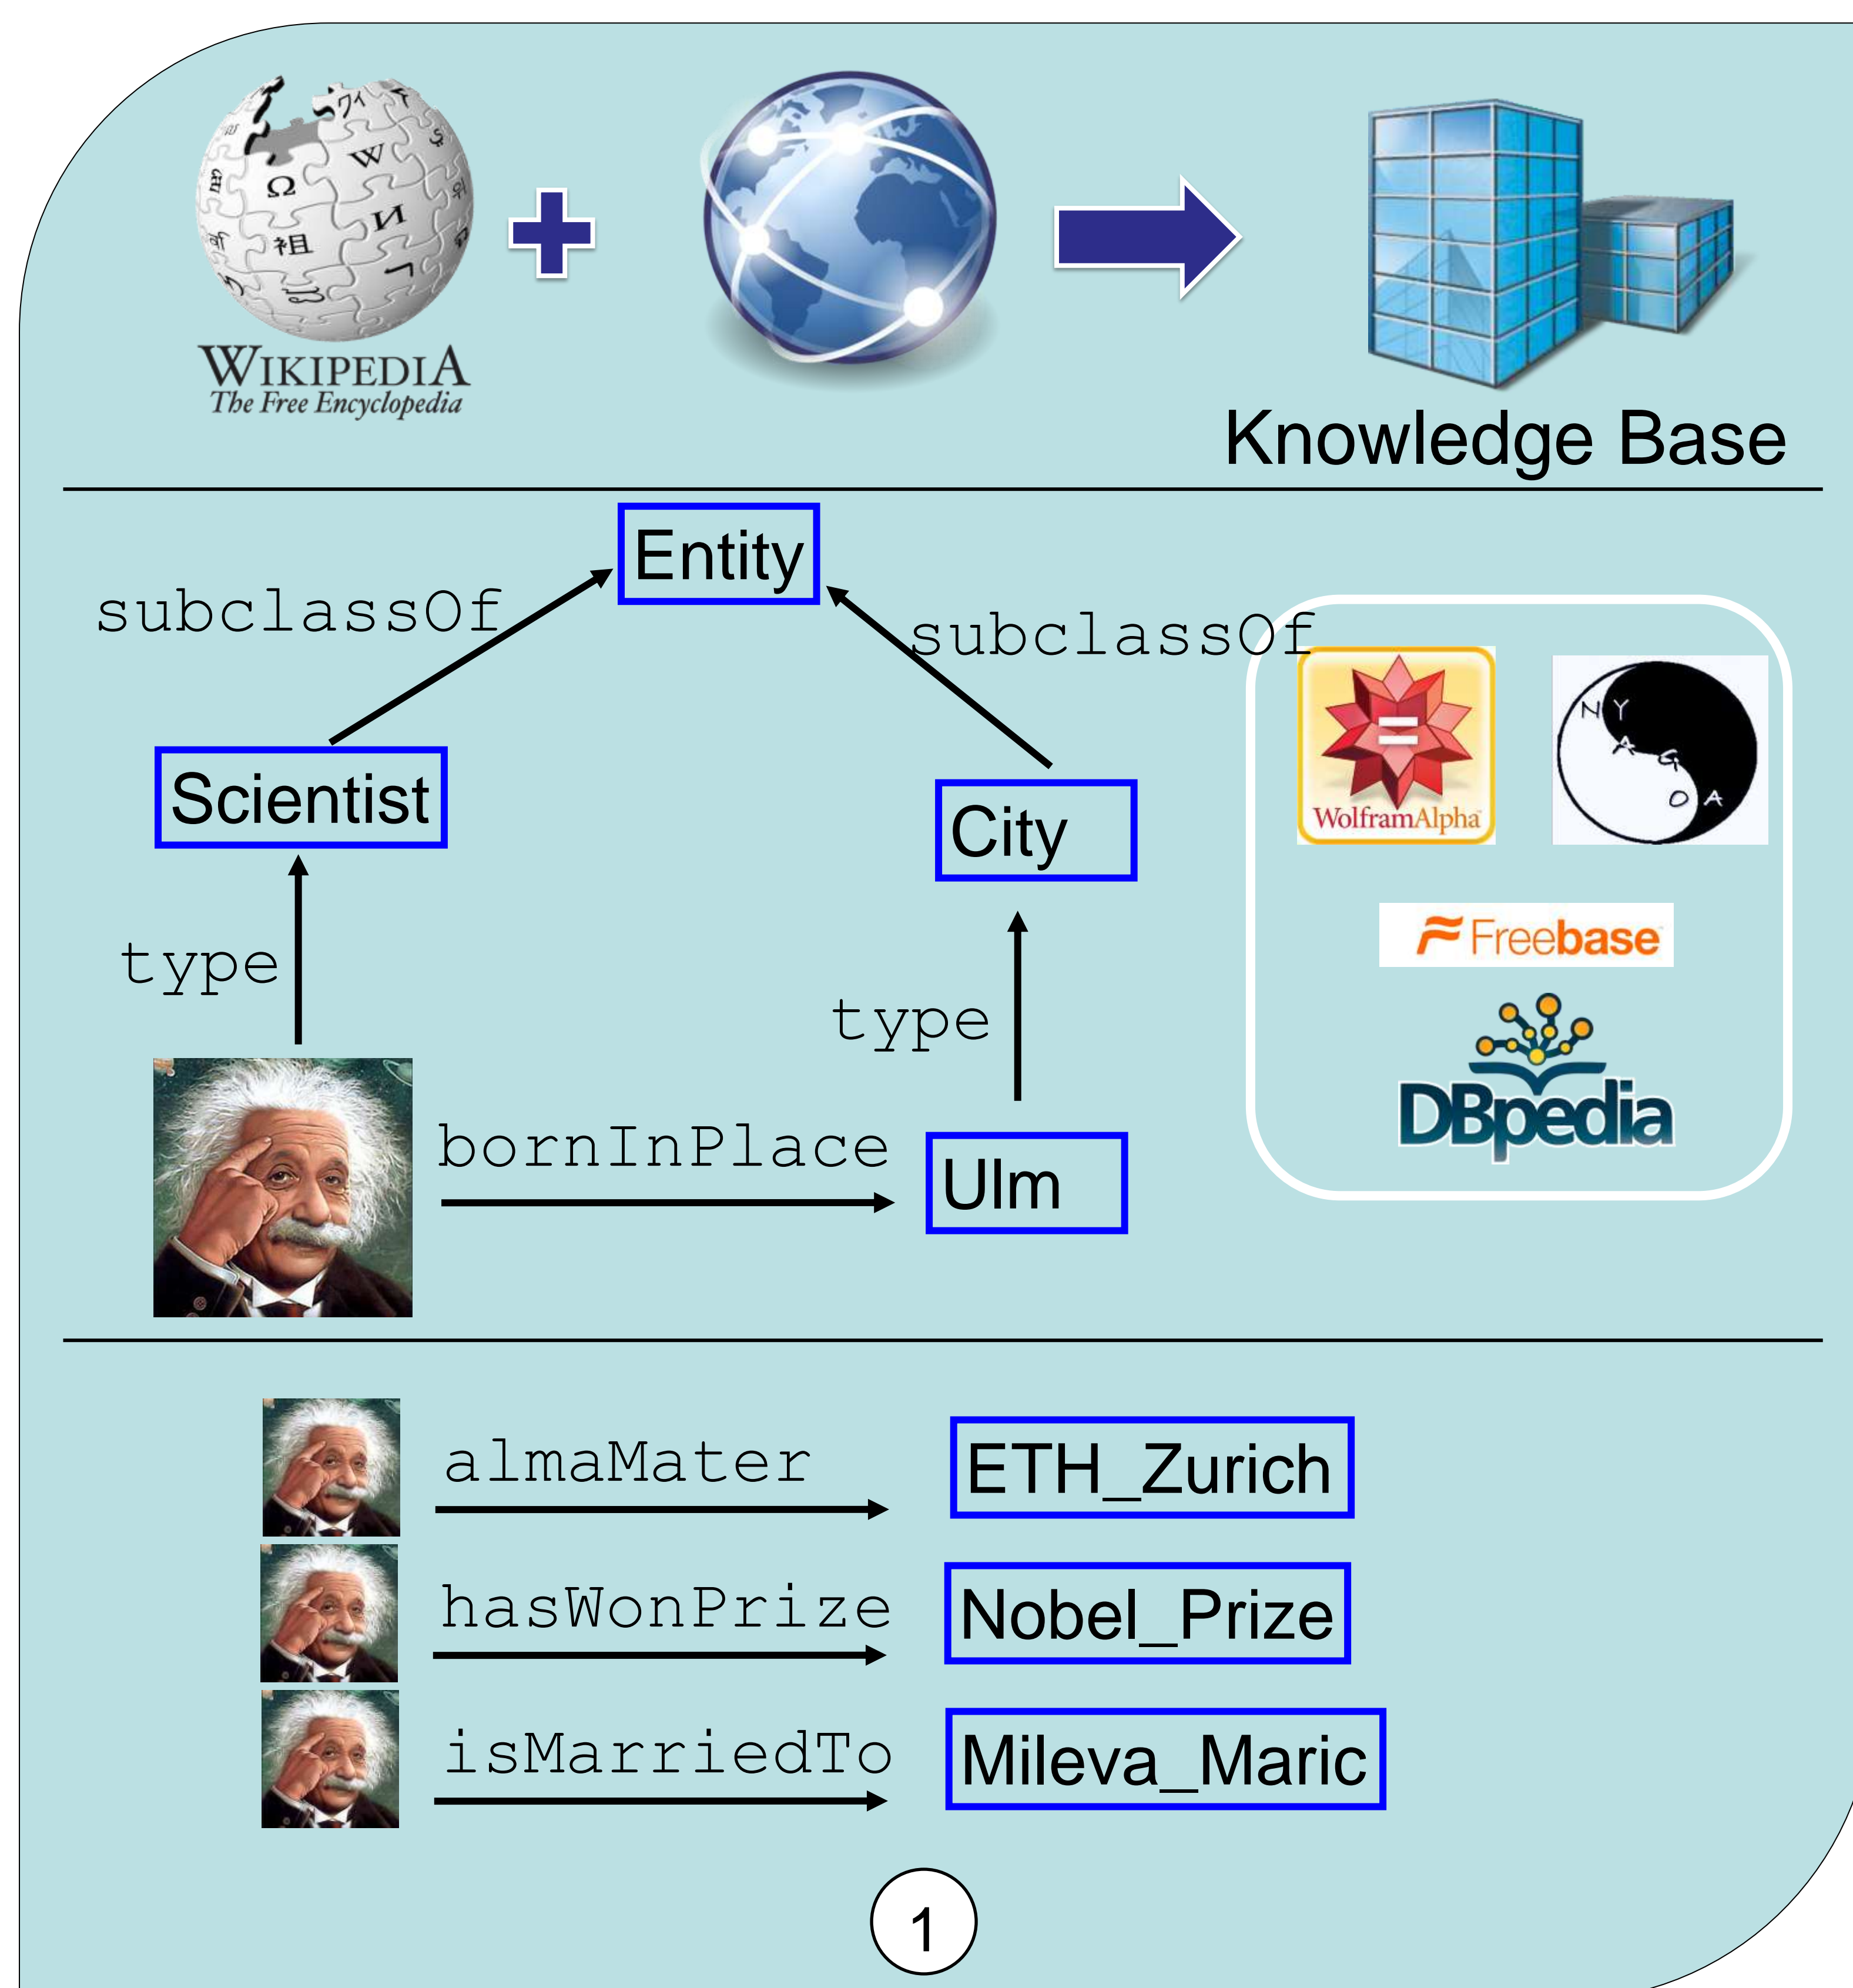 WIKIPEDIA
The Free Encyclopedia
Knowledge Base
Entity
subclassOf
subclassOf
Scientist
City
WolframAlpha
N Y A G O A
type
type
Freebase
DBpedia
bornInPlace
Ulm
almaMater
ETH_Zurich
hasWonPrize
Nobel_Prize
isMarriedTo
Mileva_Maric
1